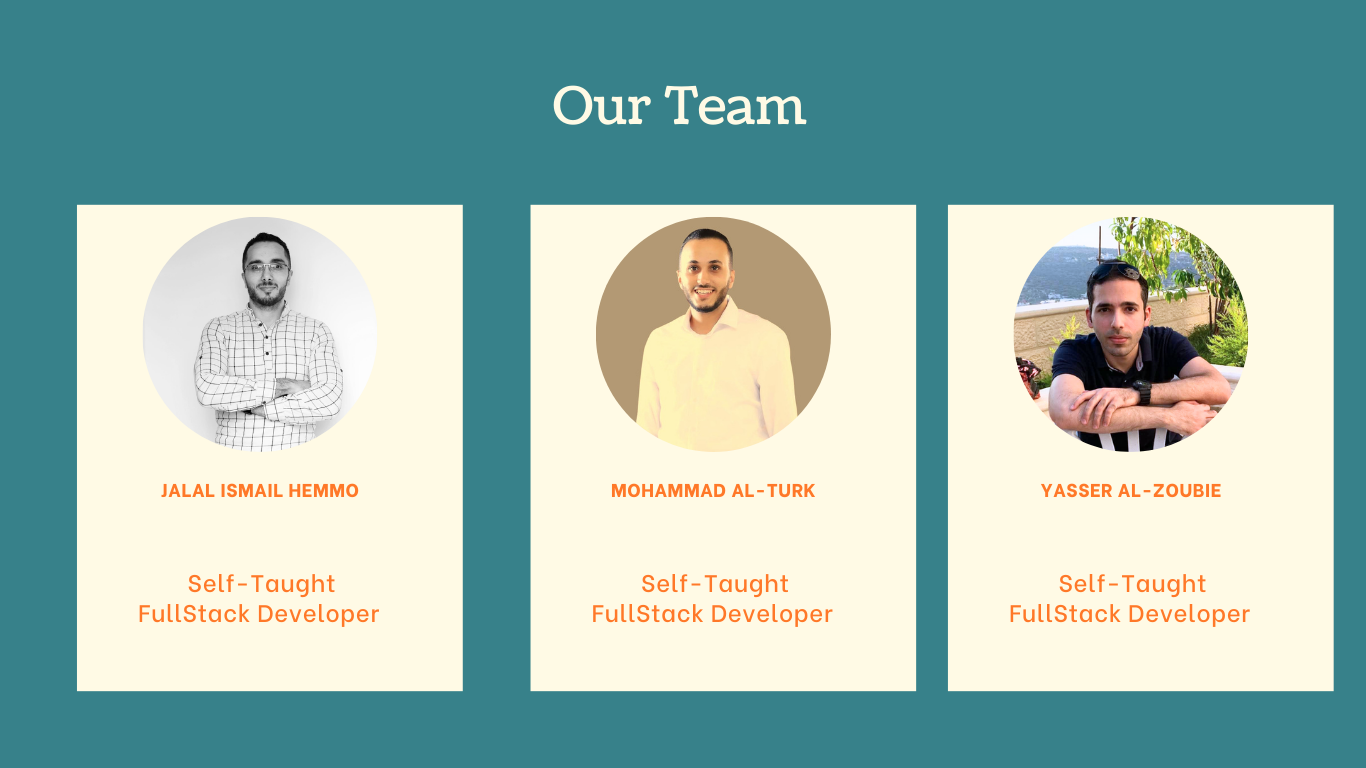 Our Team
JALAL ISMAIL HEMMO
Self-Taught
FullStack Developer
MOHAMMAD AL-TURK
Self-Taught
FullStack Developer
YASSER AL-ZOUBIE
Self-Taught
FullStack Developer